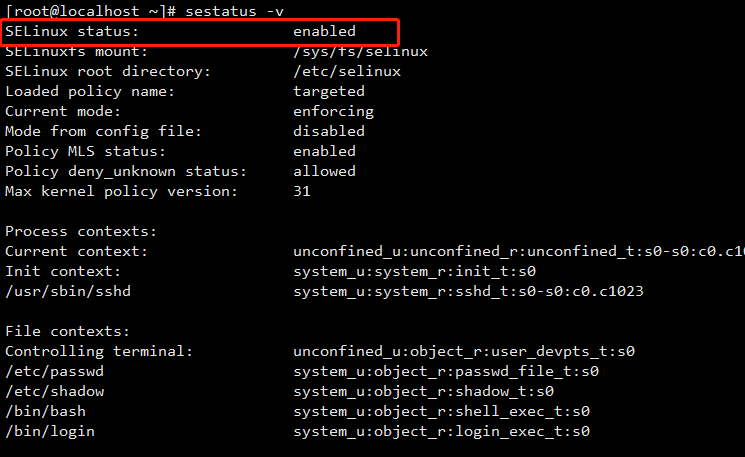 [root@localhost ~]# sestatus -v
SELinux status:                 enabled
SELinuxfs mount:                /sys/fs/selinux
SELinux root directory:         /etc/selinux
Loaded policy name:             targeted
Current mode:                   enforcing
Mode from config file:          disabled
Policy MLS status:              enabled
Policy deny_unknown status:     allowed
Max kernel policy version:      31

Process contexts:
Current context:                unconfined_u:unconfined_r:unconfined_t:s0-s0:c0.c1
Init context:                   system_u:system_r:init_t:s0
/usr/sbin/sshd                  system_u:system_r:sshd_t:s0-s0:c0.c1023

File contexts:
Controlling terminal:           unconfined_u:object_r:user_devpts_t:s0
/etc/passwd                     system_u:object_r:passwd_file_t:s0
/etc/shadow                     system_u:object_r:shadow_t:s0
/bin/bash                       system_u:object_r:shell_exec_t:s0
/bin/login                      system_u:object_r:login_exec_t:s0